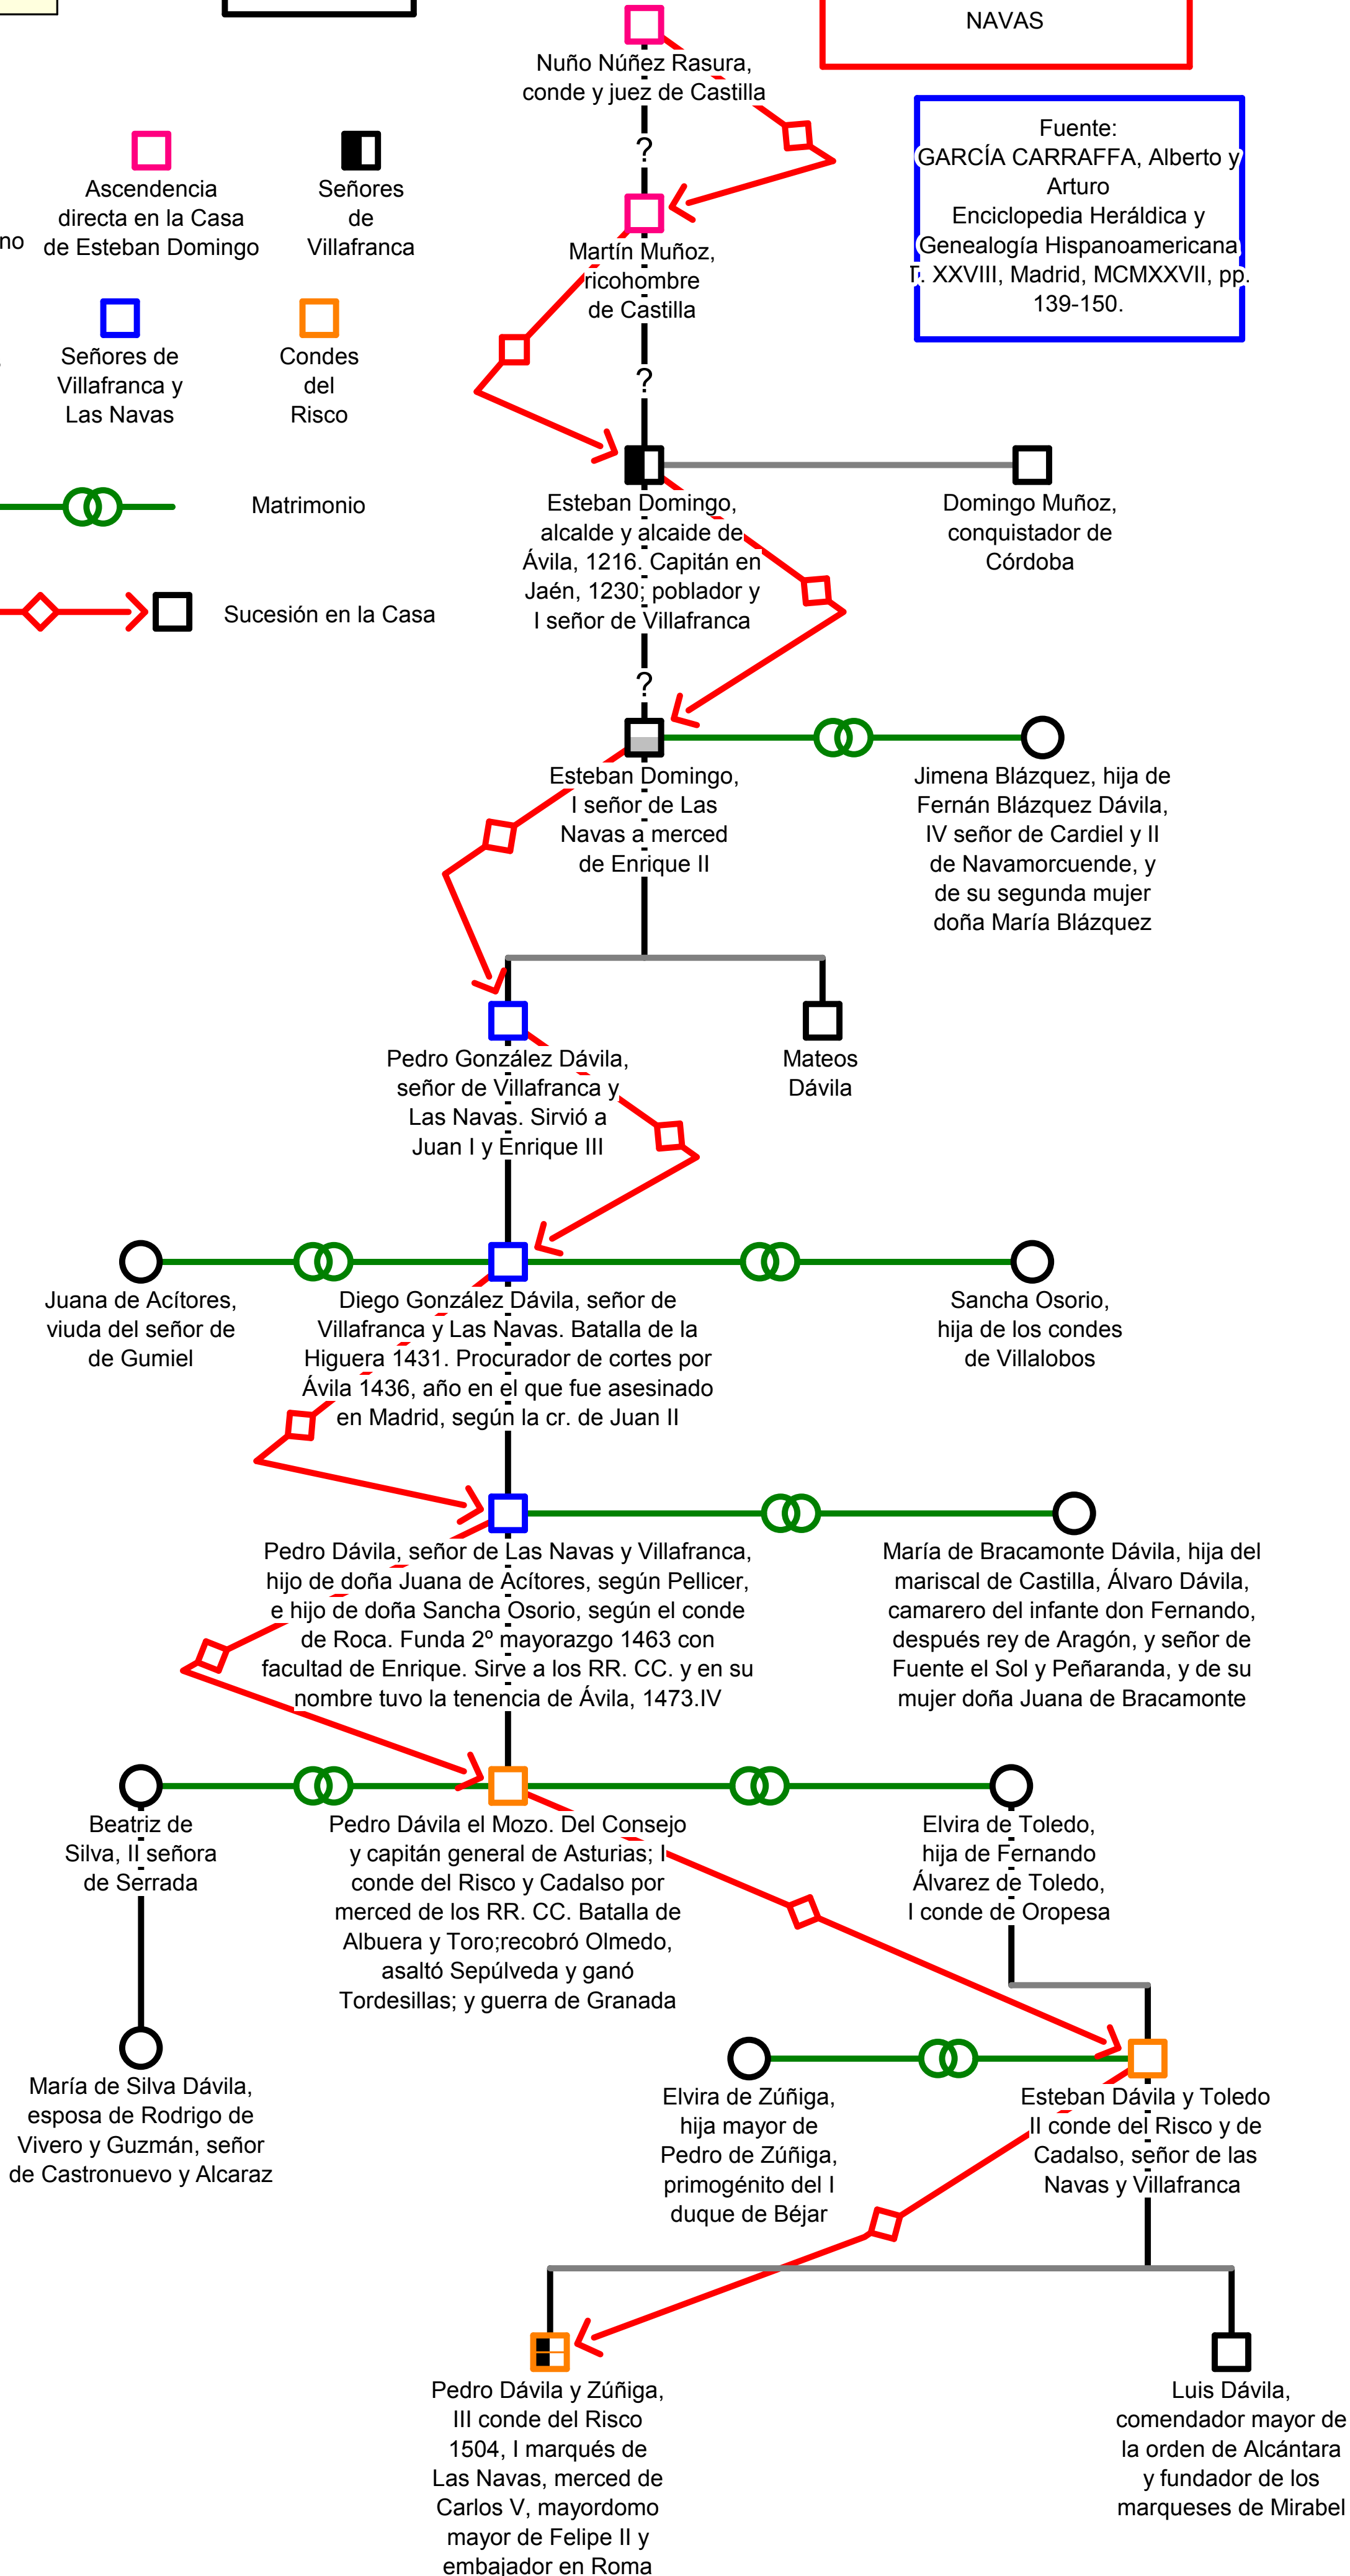 NAVAS
Nuño Núñez Rasura,
conde y juez de Castilla
?
Fuente:
GARCÍA CARRAFFA, Alberto y
Arturo
Enciclopedia Heráldica y
Genealogía Hispanoamericana
T. XXVIII, Madrid, MCMXXVII, pp.
139-150.
Ascendencia
directa en la Casa
de Esteban Domingo
Señores
de
Villafranca
no
Martín Muñoz,
ricohombre
de Castilla
?
Señores de
Villafranca y
Las Navas
Condes
del
Risco
Matrimonio
Sucesión en la Casa
Esteban Domingo,
alcalde y alcaide de
Ávila, 1216. Capitán en
Jaén, 1230; poblador y
I señor de Villafranca
?
Domingo Muñoz,
conquistador de
Córdoba
Esteban Domingo,
I señor de Las
Navas a merced
de Enrique II
Jimena Blázquez, hija de
Fernán Blázquez Dávila,
IV señor de Cardiel y II
de Navamorcuende, y
de su segunda mujer
doña María Blázquez
Pedro González Dávila,
señor de Villafranca y
Las Navas. Sirvió a
Juan I y Enrique III
Mateos
Dávila
Juana de Acítores,
viuda del señor de
de Gumiel
Diego González Dávila, señor de
Villafranca y Las Navas. Batalla de la
Higuera 1431. Procurador de cortes por
Ávila 1436, año en el que fue asesinado
en Madrid, según la cr. de Juan II
Sancha Osorio,
hija de los condes
de Villalobos
Pedro Dávila, señor de Las Navas y Villafranca,
hijo de doña Juana de Acítores, según Pellicer,
e hijo de doña Sancha Osorio, según el conde
de Roca. Funda 2º mayorazgo 1463 con
facultad de Enrique. Sirve a los RR. CC. y en su
nombre tuvo la tenencia de Ávila, 1473.IV
María de Bracamonte Dávila, hija del
mariscal de Castilla, Álvaro Dávila,
camarero del infante don Fernando,
después rey de Aragón, y señor de
Fuente el Sol y Peñaranda, y de su
mujer doña Juana de Bracamonte
Beatriz de
Silva, II señora
de Serrada
Pedro Dávila el Mozo. Del Consejo
y capitán general de Asturias; I
conde del Risco y Cadalso por
merced de los RR. CC. Batalla de
Albuera y Toro;recobró Olmedo,
asaltó Sepúlveda y ganó
Tordesillas; y guerra de Granada
Elvira de Toledo,
hija de Fernando
Álvarez de Toledo,
I conde de Oropesa
María de Silva Dávila,
esposa de Rodrigo de
Vivero y Guzmán, señor
de Castronuevo y Alcaraz
Elvira de Zúñiga,
hija mayor de
Pedro de Zúñiga,
primogénito del I
duque de Béjar
Esteban Dávila y Toledo
II conde del Risco y de
Cadalso, señor de las
Navas y Villafranca
Pedro Dávila y Zúñiga,
III conde del Risco
1504, I marqués de
Las Navas, merced de
Carlos V, mayordomo
mayor de Felipe II y
embajador en Roma
Luis Dávila,
comendador mayor de
la orden de Alcántara
y fundador de los
marqueses de Mirabel